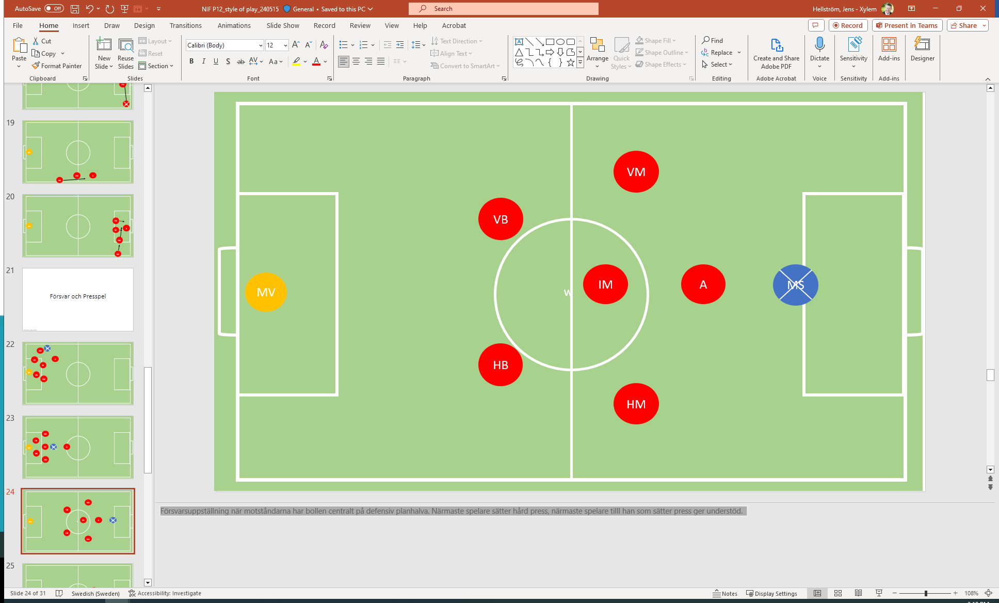 AutoSave Off NIF P12_style of play_240515 General • Saved to this PC Search Hellström, Jens - Xylem
File Home Insert Draw Design Transitions Animations Slide Show Record Review View Help Acrobat Record Present in Teams Share
Paste Cut Copy Format Painter Clipboard
New Slide Reuse Slides Layout Reset Section Slides
Calibri (Body) 12 B I U S ab AV Aa A Font
Text Direction Align Text Convert to SmartArt Paragraph
Arrange Quick Styles Shape Fill Shape Outline Shape Effects Drawing
Find Replace Select Editing
Create and Share Adobe PDF Adobe Acrobat
Dictate Voice
Sensitivity Sensitivity
Add-ins Add-ins
Designer
19
20
21
Försvar och Presspel
22
23
24
25
VM
VB
IM A MS
MV W
HB
HM
Försvarsuppställning när motståndarna har bollen centralt på defensiv planhalva. Närmaste spelare sätter hård press, närmaste spelare tilll han som sätter press ger understöd.
Slide 24 of 31 Swedish (Sweden) Accessibility: Investigate Notes Display Settings 108%